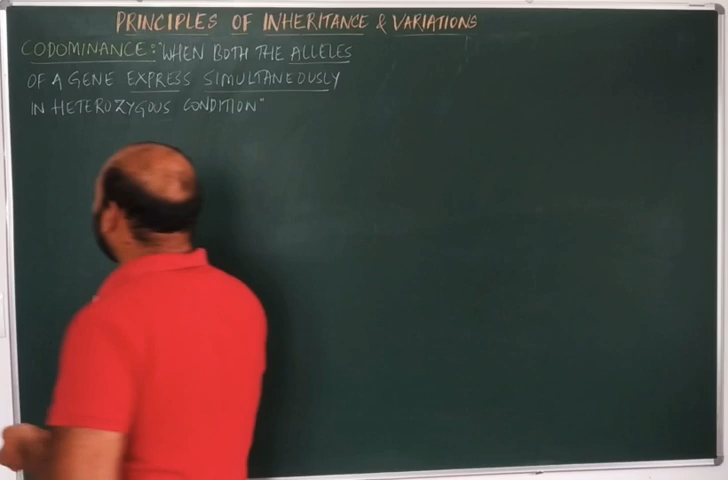 PRINCIPLES OF INHERITANCE & VARIATIONS
CODOMINANCE:- "WHEN BOTH THE ALLELES
OF A GENE EXPRESS SIMULTANEOUSLY
IN HETEROZYGOUS CONDITION"